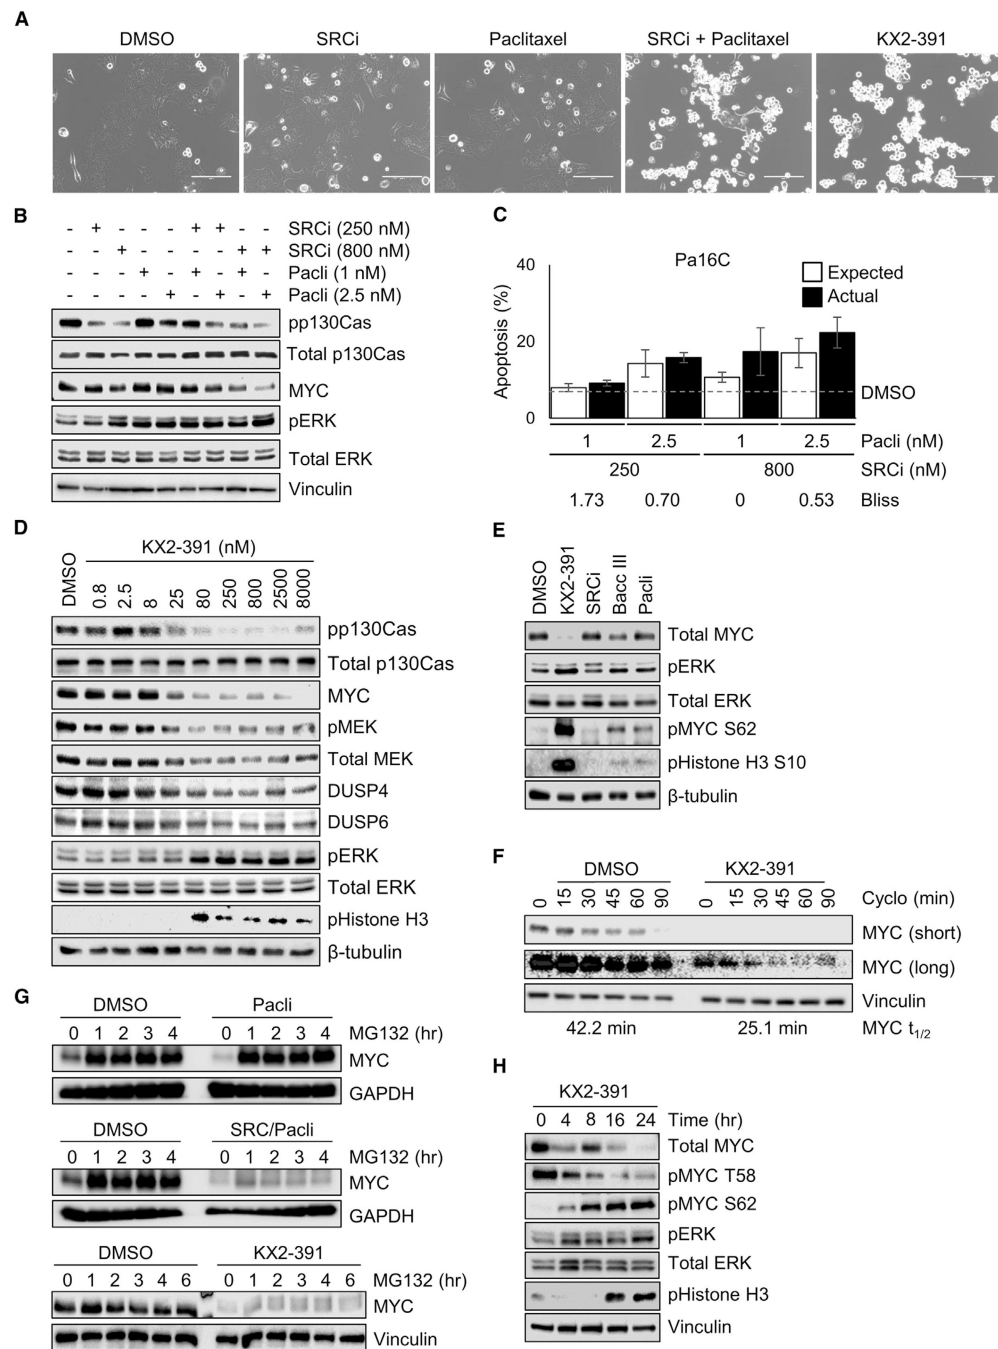 A
DMSO SRCi Paclitaxel SRCi + Paclitaxel KX2-391
B
- + - - - + + - - SRCi (250 nM)
- - + - - - - + + SRCi (800 nM)
- - - + - + - + - Pacli (1 nM)
- - - - + - + - + Pacli (2.5 nM)
pp130Cas
Total p130Cas
MYC
pERK
Total ERK
Vinculin
C
Pa16C
Apoptosis (%)
40
20
0
Expected
Actual
DMSO
1 2.5 1 2.5 Pacli (nM)
250 800 SRCi (nM)
1.73 0.70 0 0.53 Bliss
D
KX2-391 (nM)
DMSO 0.8 2.5 8 25 80 250 800 2500 8000
pp130Cas
Total p130Cas
MYC
pMEK
Total MEK
DUSP4
DUSP6
pERK
Total ERK
pHistone H3
β-tubulin
E
DMSO KX2-391 SRCi Bacc III Pacli
Total MYC
pERK
Total ERK
pMYC S62
pHistone H3 S10
β-tubulin
F
DMSO KX2-391
0 15 30 45 60 90 0 15 30 45 60 90 Cyclo (min)
MYC (short)
MYC (long)
Vinculin
42.2 min 25.1 min MYC t1/2
G
DMSO Pacli
0 1 2 3 4 0 1 2 3 4 MG132 (hr)
MYC
GAPDH
DMSO SRC/Pacli
0 1 2 3 4 0 1 2 3 4 MG132 (hr)
MYC
GAPDH
DMSO KX2-391
0 1 2 3 4 6 0 1 2 3 4 6 MG132 (hr)
MYC
Vinculin
H
KX2-391
0 4 8 16 24 Time (hr)
Total MYC
pMYC T58
pMYC S62
pERK
Total ERK
pHistone H3
Vinculin